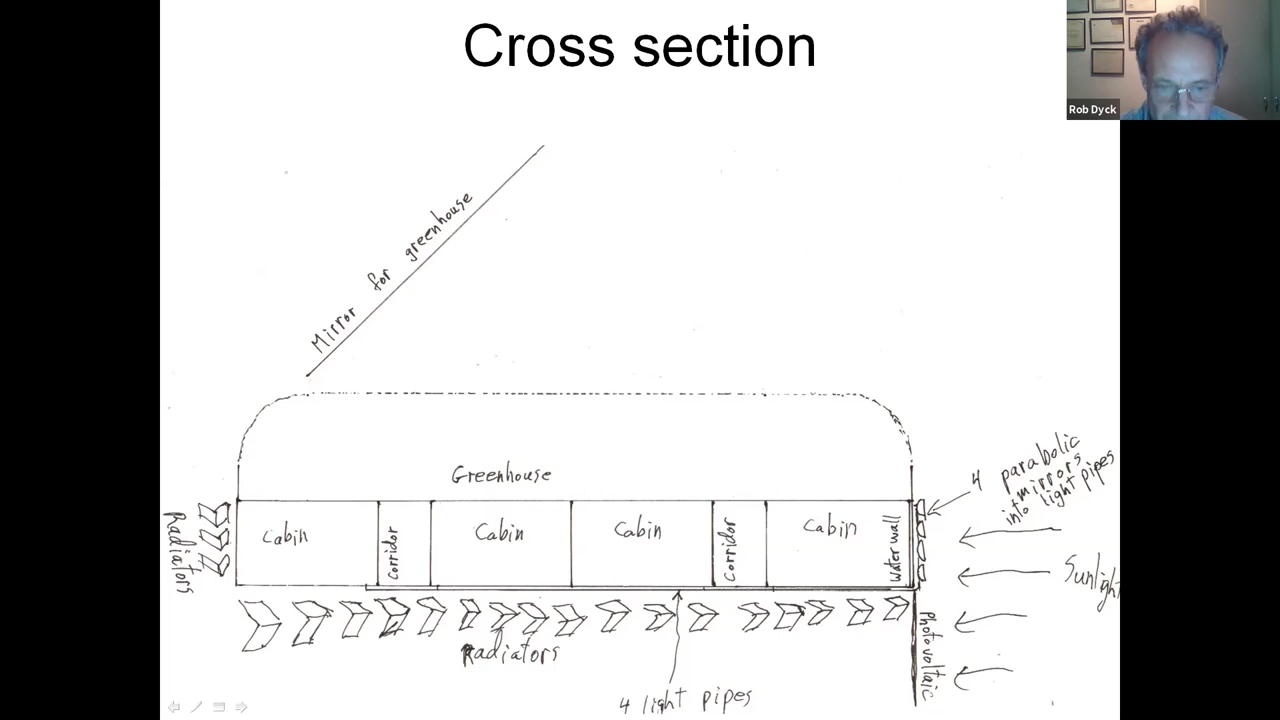 Cross section
Rob Dyck
Mirror for greenhouse
Greenhouse
4 parabolic
mirrors
into light pipes
Cabin
Corridor
Cabin
Cabin
Corridor
Cabin
Water wall
Radiators
Sunlight
Radiators
Photovoltaic
4 light pipes